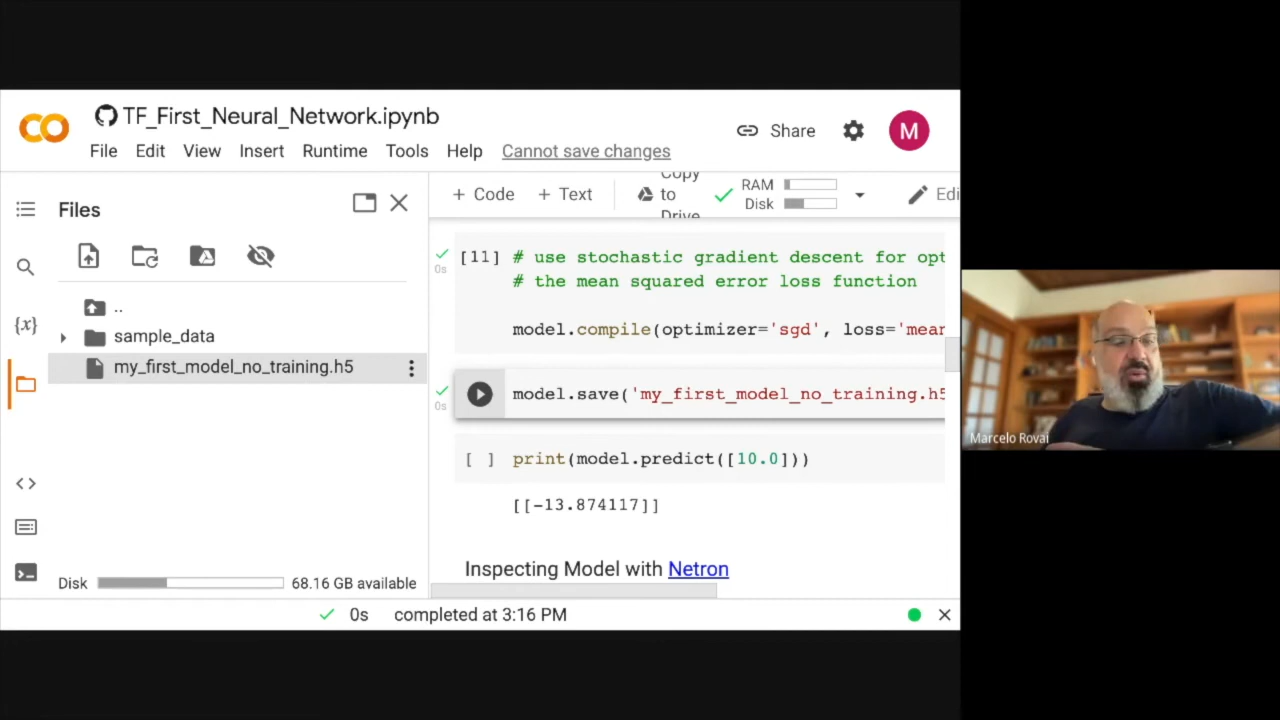 TF_First_Neural_Network.ipynb
File Edit View Insert Runtime Tools Help Cannot save changes
Share
M
Files
+ Code + Text
Copy to Drive
RAM
Disk
Edi
{x}
..
sample_data
my_first_model_no_training.h5
Disk 68.16 GB available
0s
[11] # use stochastic gradient descent for opt
# the mean squared error loss function
model.compile(optimizer='sgd', loss='mean
0s
model.save('my_first_model_no_training.h5
[ ] print(model.predict([10.0]))
[[-13.874117]]
Inspecting Model with Netron
0s completed at 3:16 PM
Marcelo Rovai